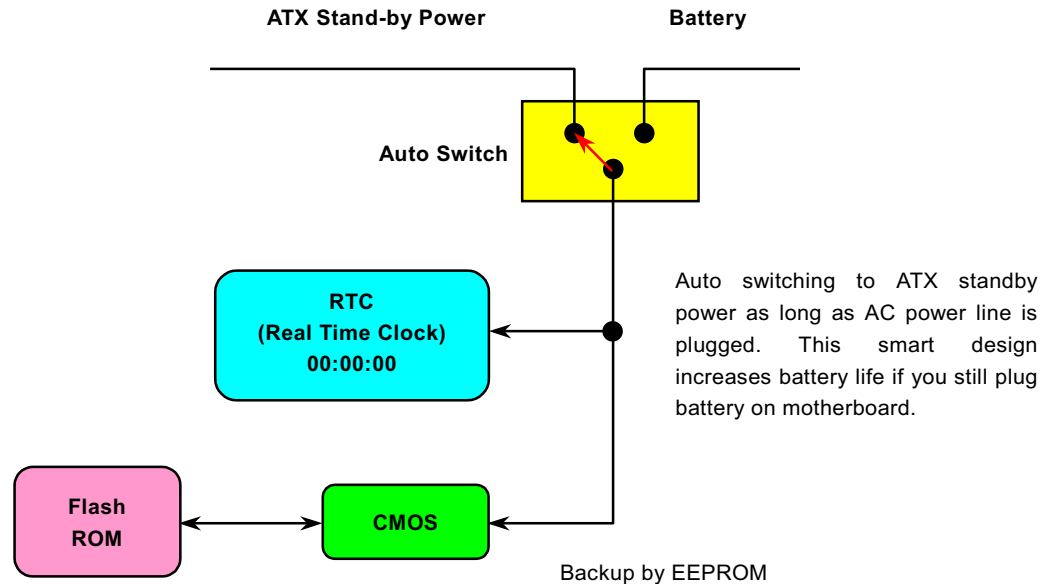 ATX Stand-by Power
Battery
Auto Switch
RTC
(Real Time Clock)
00:00:00
Auto switching to ATX standby
power as long as AC power line is
plugged. This smart design
increases battery life if you still plug
battery on motherboard.
Flash
ROM
CMOS
Backup by EEPROM